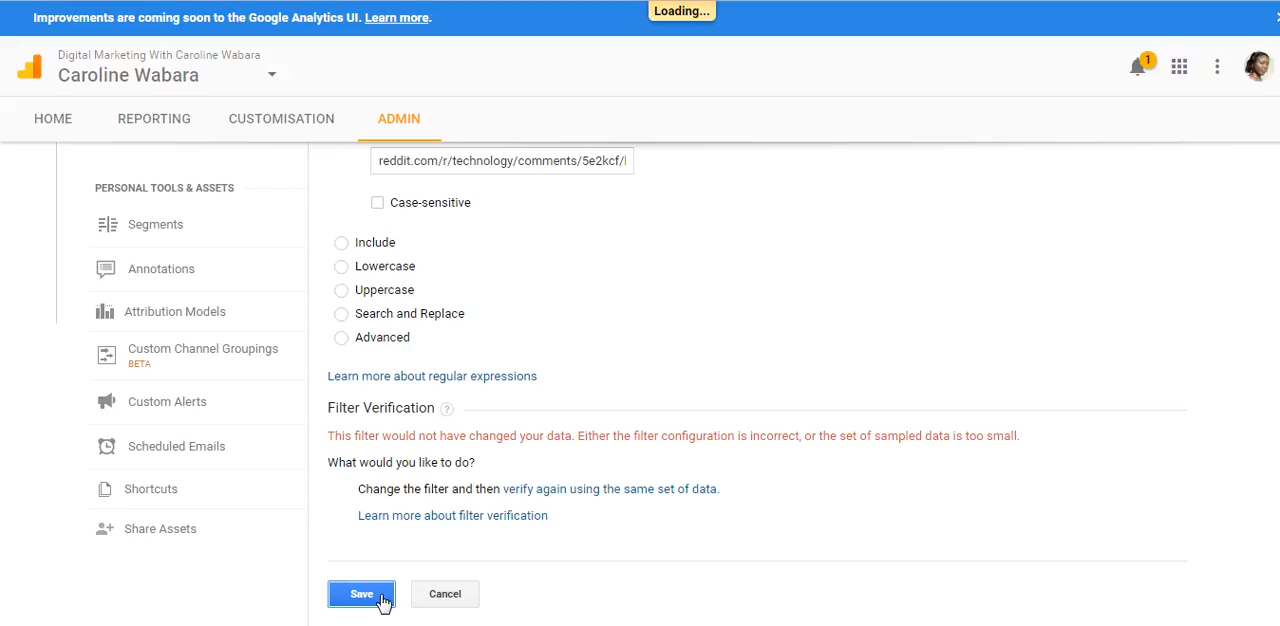 Loading...
Improvements are coming soon to the Google Analytics UI. Learn more.
Digital Marketing With Caroline Wabara
Caroline Wabara
1
HOME
REPORTING
CUSTOMISATION
ADMIN
PERSONAL TOOLS & ASSETS
Segments
Annotations
Attribution Models
Custom Channel Groupings
BETA
Custom Alerts
Scheduled Emails
Shortcuts
Share Assets
reddit.com/r/technology/comments/5e2kcf/
Case-sensitive
Include
Lowercase
Uppercase
Search and Replace
Advanced
Learn more about regular expressions
Filter Verification ?
This filter would not have changed your data. Either the filter configuration is incorrect, or the set of sampled data is too small.
What would you like to do?
Change the filter and then verify again using the same set of data.
Learn more about filter verification
Save
Cancel